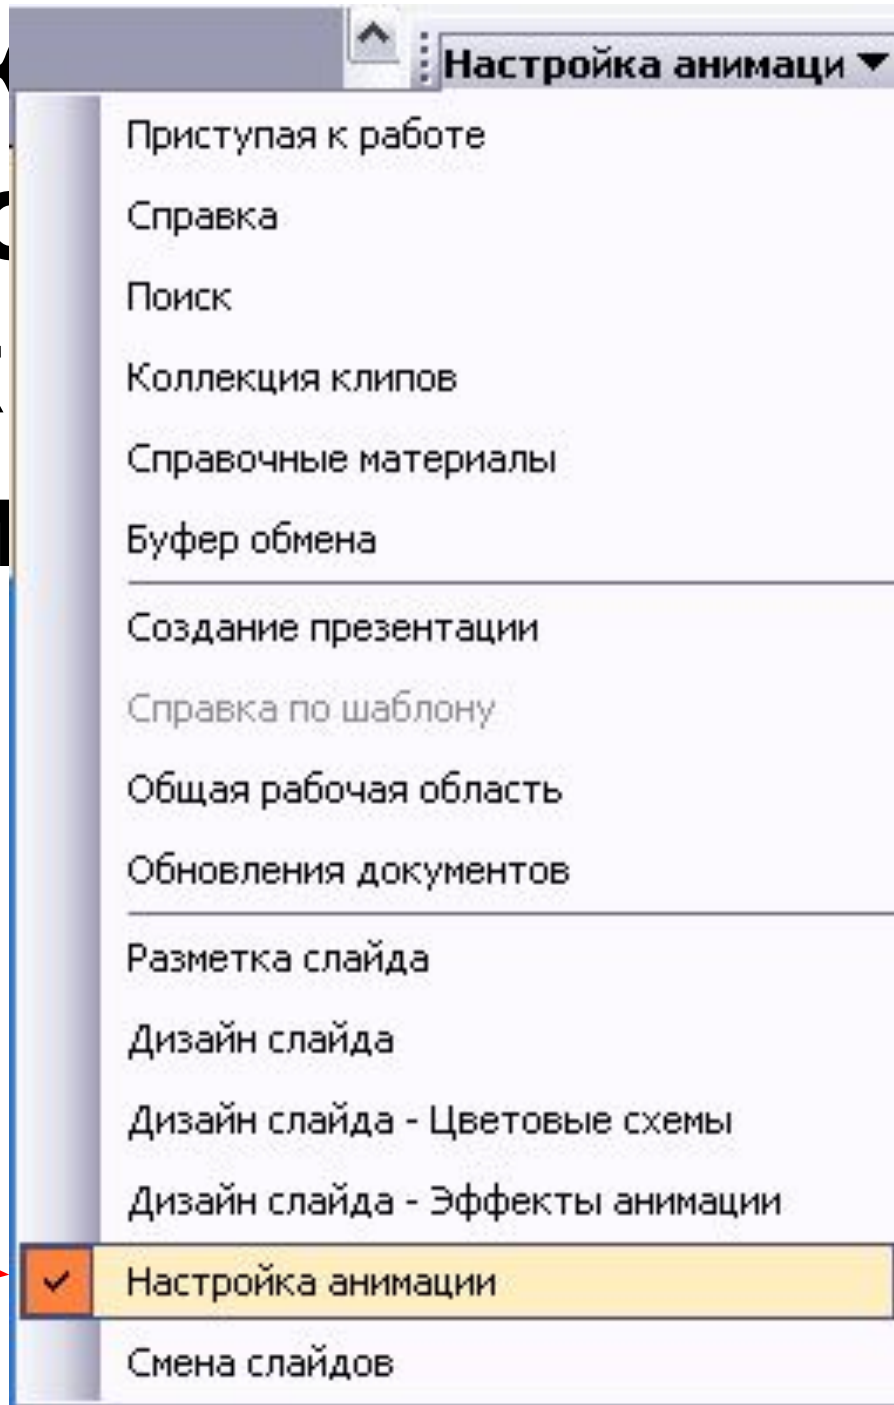 Настройка анимаци
Приступая к работе
Справка
Поиск
Коллекция клипов
Справочные материалы
Буфер обмена
Создание презентации
Справка по шаблону
Общая рабочая область
Обновления документов
Разметка слайда
Дизайн слайда
Дизайн слайда - Цветовые схемы
Дизайн слайда - Эффекты анимации
Настройка анимации
Смена слайдов